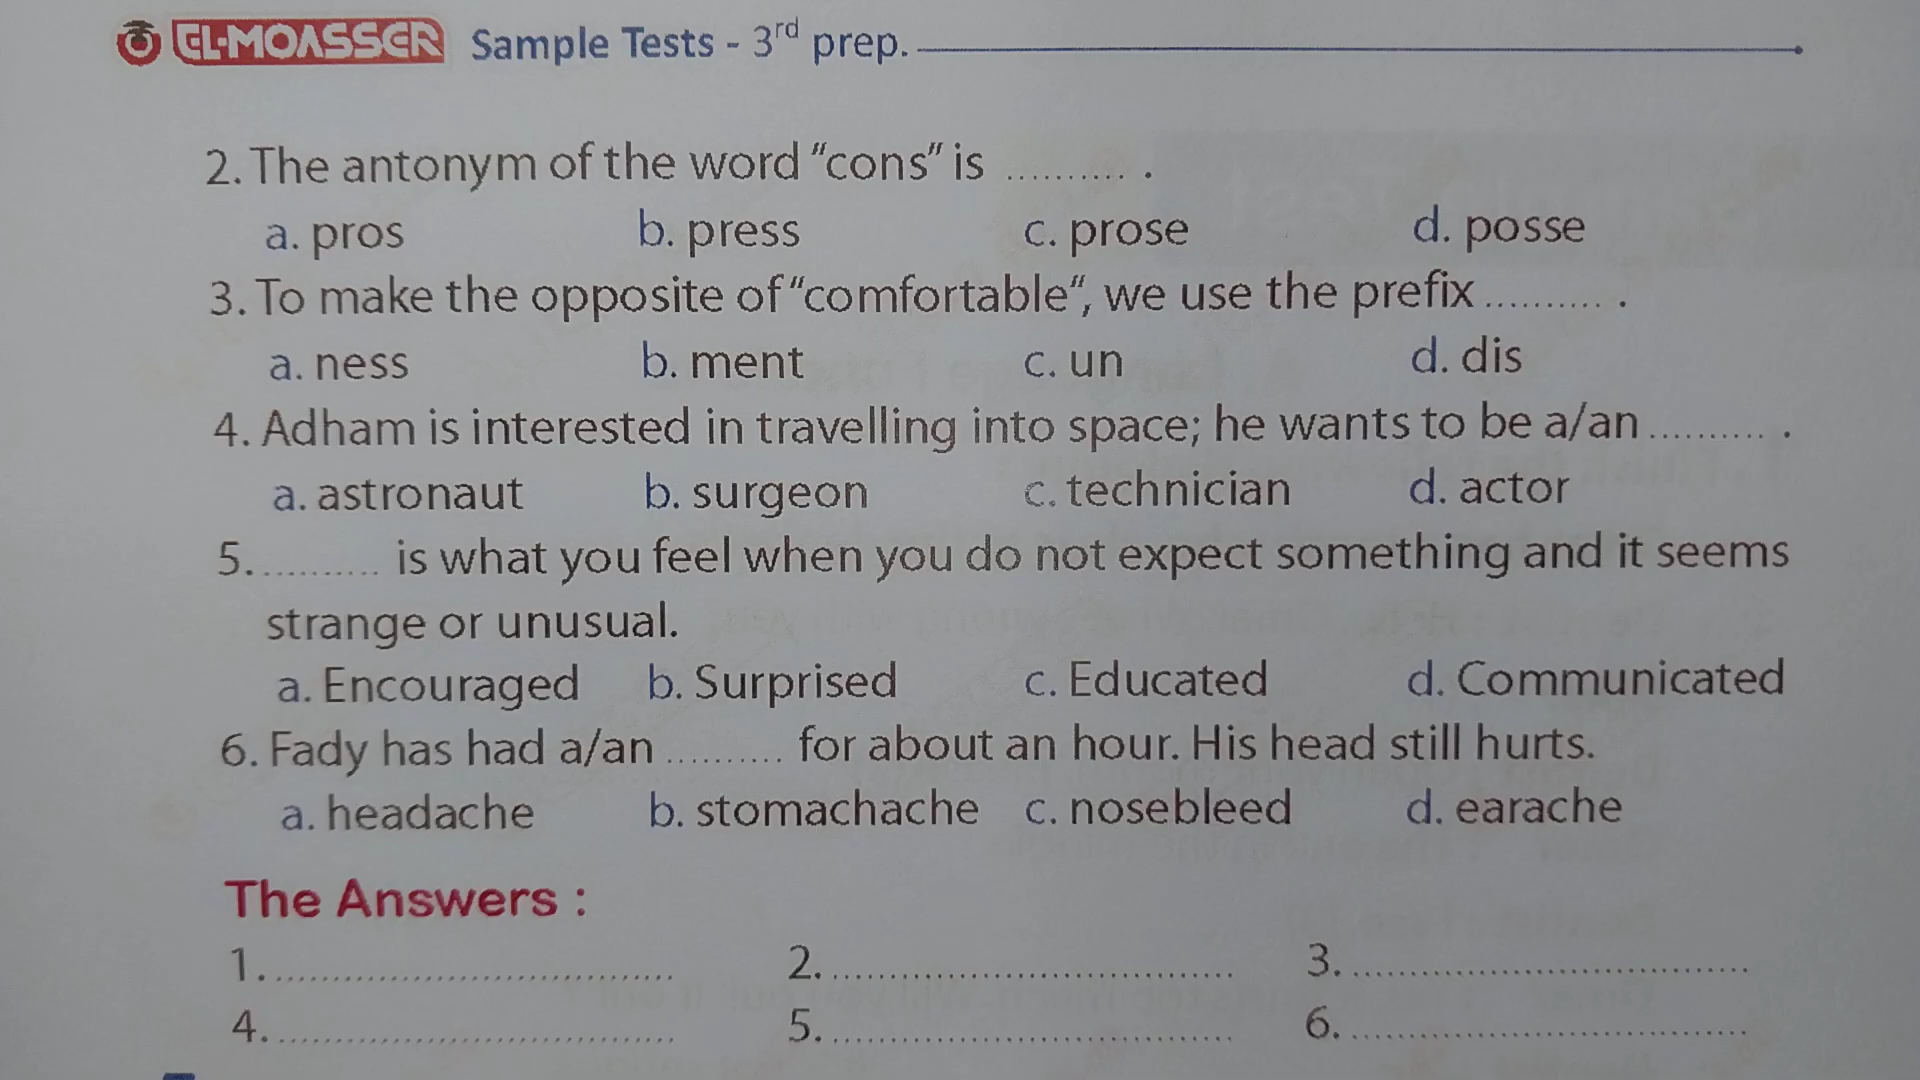 EL-MOASSER Sample Tests - 3rd prep.
2. The antonym of the word "cons" is .......... .
a. pros b. press c. prose d. posse
3. To make the opposite of "comfortable", we use the prefix .......... .
a. ness b. ment c. un d. dis
4. Adham is interested in travelling into space; he wants to be a/an .......... .
a. astronaut b. surgeon c. technician d. actor
5. .......... is what you feel when you do not expect something and it seems
strange or unusual.
a. Encouraged b. Surprised c. Educated d. Communicated
6. Fady has had a/an .......... for about an hour. His head still hurts.
a. headache b. stomachache c. nosebleed d. earache
The Answers :
1. .................................. 2. .................................. 3. ..................................
4. .................................. 5. .................................. 6. ..................................